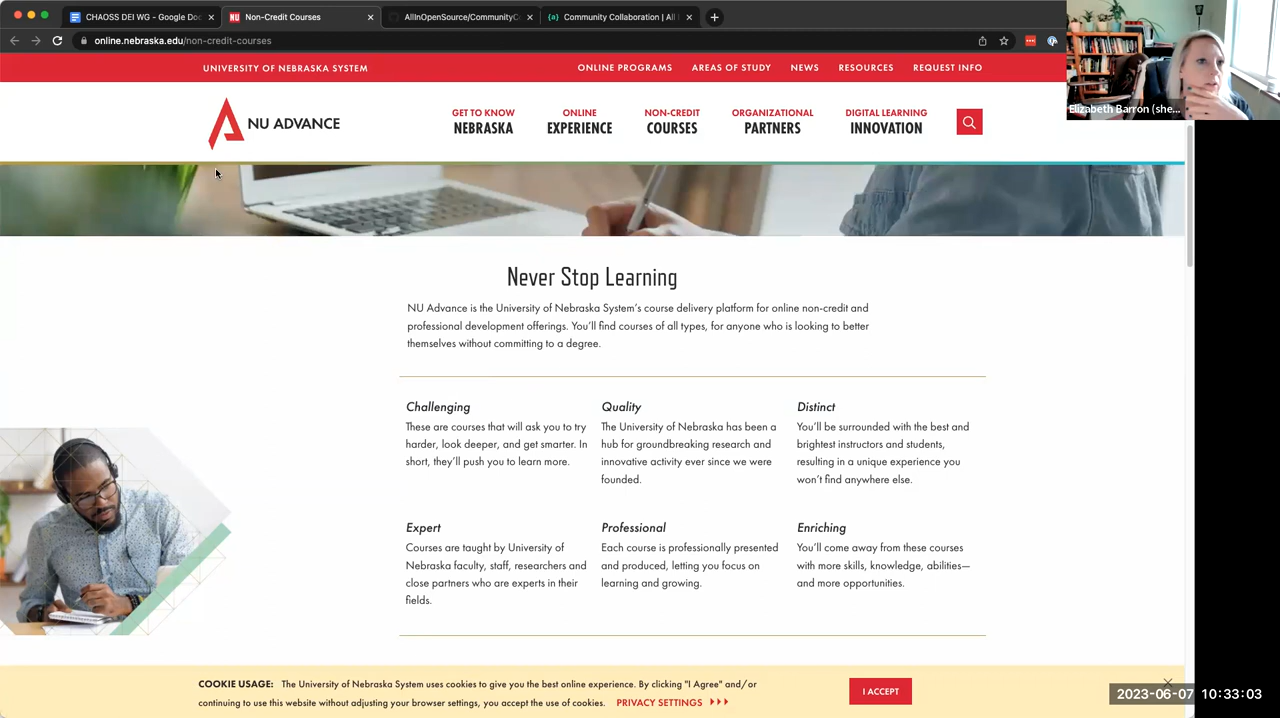 CHAOSS DEI WG - Google Doc
Non-Credit Courses
AllInOpenSource/CommunityC
Community Collaboration | All
online.nebraska.edu/non-credit-courses
UNIVERSITY OF NEBRASKA SYSTEM
ONLINE PROGRAMS AREAS OF STUDY NEWS RESOURCES REQUEST INFO
NU ADVANCE
GET TO KNOW
NEBRASKA
ONLINE
EXPERIENCE
NON-CREDIT
COURSES
ORGANIZATIONAL
PARTNERS
DIGITAL LEARNING
INNOVATION
Elizabeth Barron (she...
Never Stop Learning
NU Advance is the University of Nebraska System's course delivery platform for online non-credit and
professional development offerings. You'll find courses of all types, for anyone who is looking to better
themselves without committing to a degree.
Challenging
These are courses that will ask you to try
harder, look deeper, and get smarter. In
short, they'll push you to learn more.
Quality
The University of Nebraska has been a
hub for groundbreaking research and
innovative activity ever since we were
founded.
Distinct
You'll be surrounded with the best and
brightest instructors and students,
resulting in a unique experience you
won't find anywhere else.
Expert
Courses are taught by University of
Nebraska faculty, staff, researchers and
close partners who are experts in their
fields.
Professional
Each course is professionally presented
and produced, letting you focus on
learning and growing.
Enriching
You'll come away from these courses
with more skills, knowledge, abilities—
and more opportunities.
COOKIE USAGE: The University of Nebraska System uses cookies to give you the best online experience. By clicking "I Agree" and/or
continuing to use this website without adjusting your browser settings, you accept the use of cookies. PRIVACY SETTINGS
I ACCEPT
2023-06-07 10:33:03